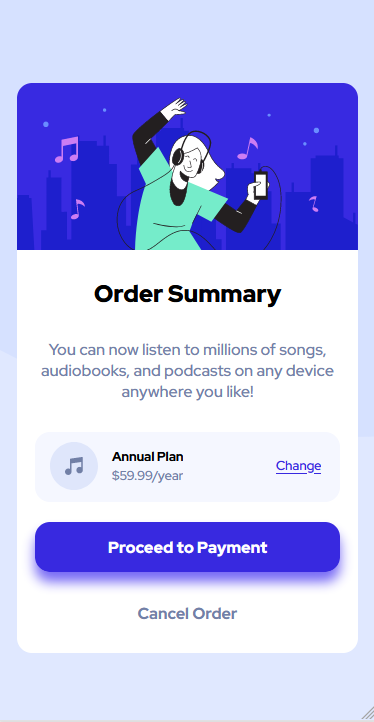 Order Summary
You can now listen to millions of songs,
audiobooks, and podcasts on any device
anywhere you like!
Annual Plan
$59.99/year
Change
Proceed to Payment
Cancel Order